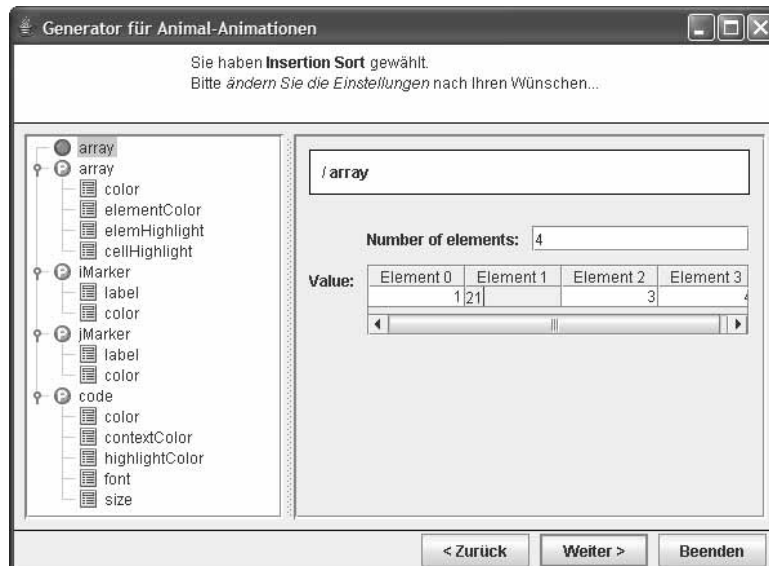 Generator für Animal-Animationen
Sie haben Insertion Sort gewählt.
Bitte ändern Sie die Einstellungen nach Ihren Wünschen...
array
array
color
elementColor
elemHighlight
cellHighlight
iMarker
label
color
jMarker
label
color
code
color
contextColor
highlightColor
font
size
/ array
Number of elements: 4
Value:
Element 0 Element 1 Element 2 Element 3
1 21 3 4
< Zurück Weiter > Beenden